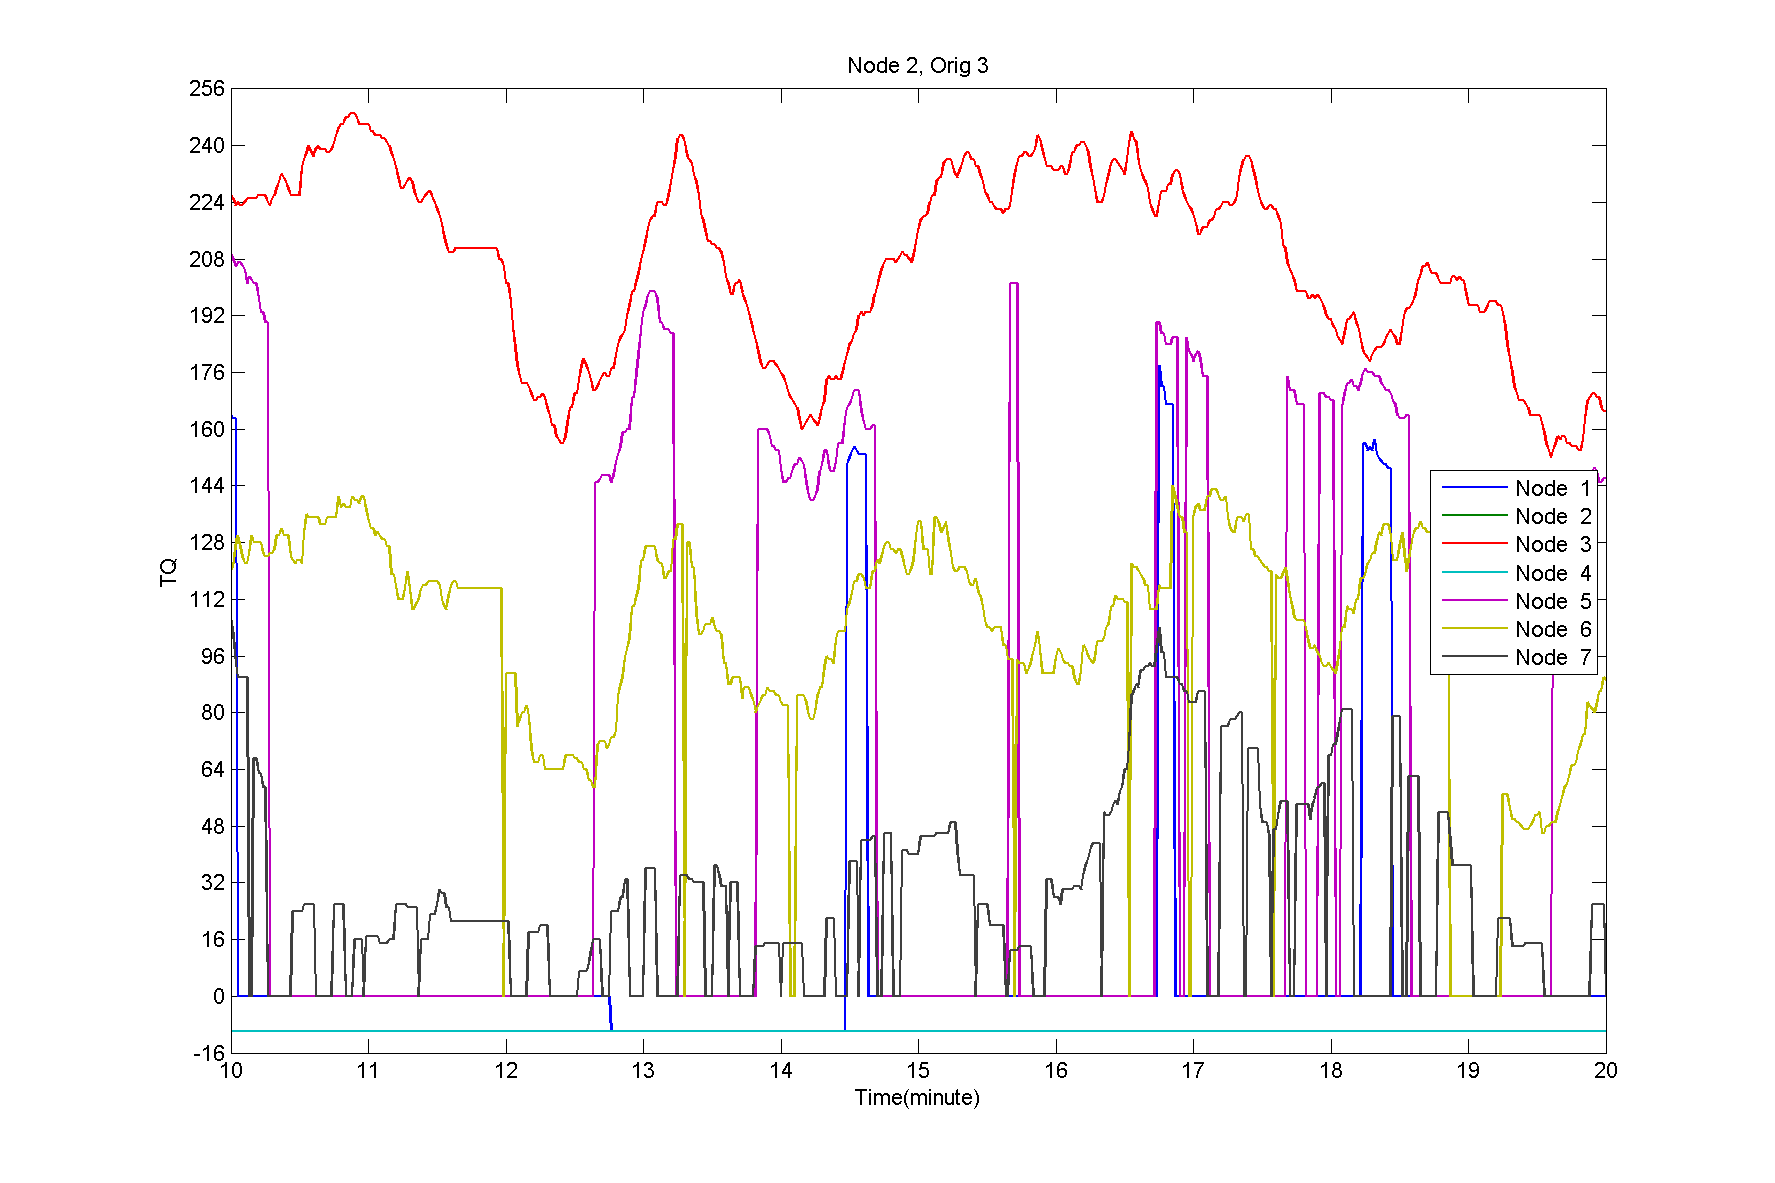 Node 2, Orig 3
256
240
224
208
192
176
160
144
128
112
96
80
64
48
32
16
0
-16
TQ
10 11 12 13 14 15 16 17 18 19 20
Time(minute)
Node 1
Node 2
Node 3
Node 4
Node 5
Node 6
Node 7